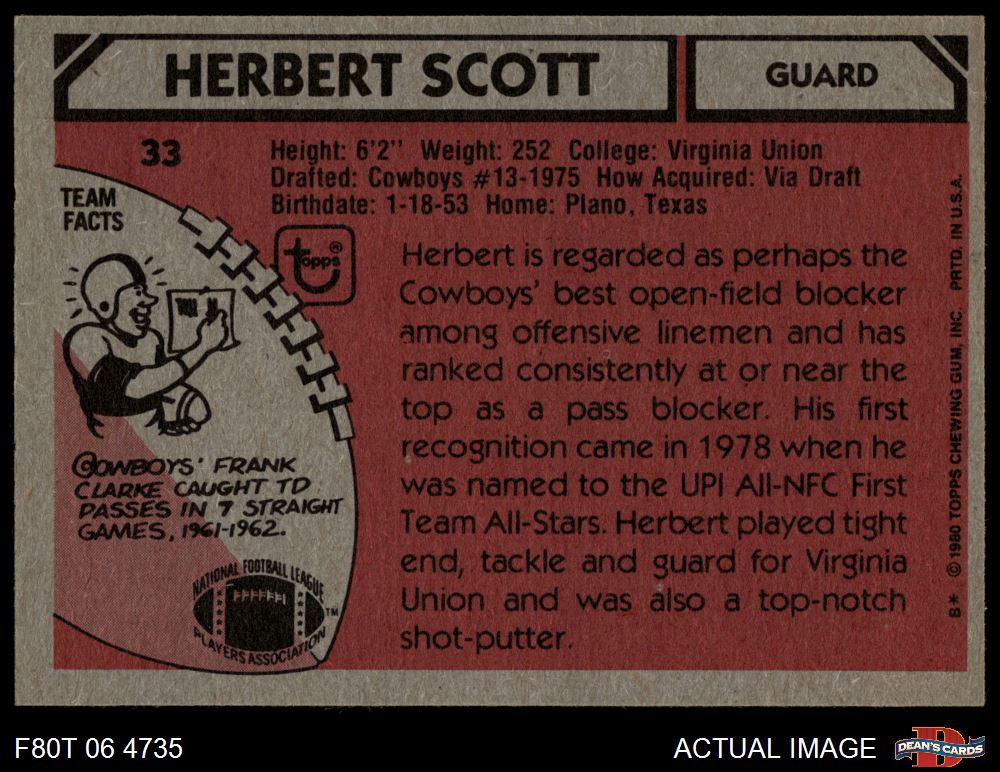 HERBERT SCOTT
GUARD
33
Height: 6'2" Weight: 252 College: Virginia Union
Drafted: Cowboys #13-1975 How Acquired: Via Draft
Birthdate: 1-18-53 Home: Plano, Texas
TEAM
FACTS
Topps®
COWBOYS' FRANK
CLARKE CAUGHT TD
PASSES IN 7 STRAIGHT
GAMES, 1961-1962.
NATIONAL FOOTBALL LEAGUE
PLAYERS ASSOCIATION
TM
Herbert is regarded as perhaps the
Cowboys' best open-field blocker
among offensive linemen and has
ranked consistently at or near the
top as a pass blocker. His first
recognition came in 1978 when he
was named to the UPI All-NFC First
Team All-Stars. Herbert played tight
end, tackle and guard for Virginia
Union and was also a top-notch
shot-putter.
B* © 1980 TOPPS CHEWING GUM, INC. PRTD. IN U.S.A.
F80T 06 4735
ACTUAL IMAGE
DEAN'S CARDS